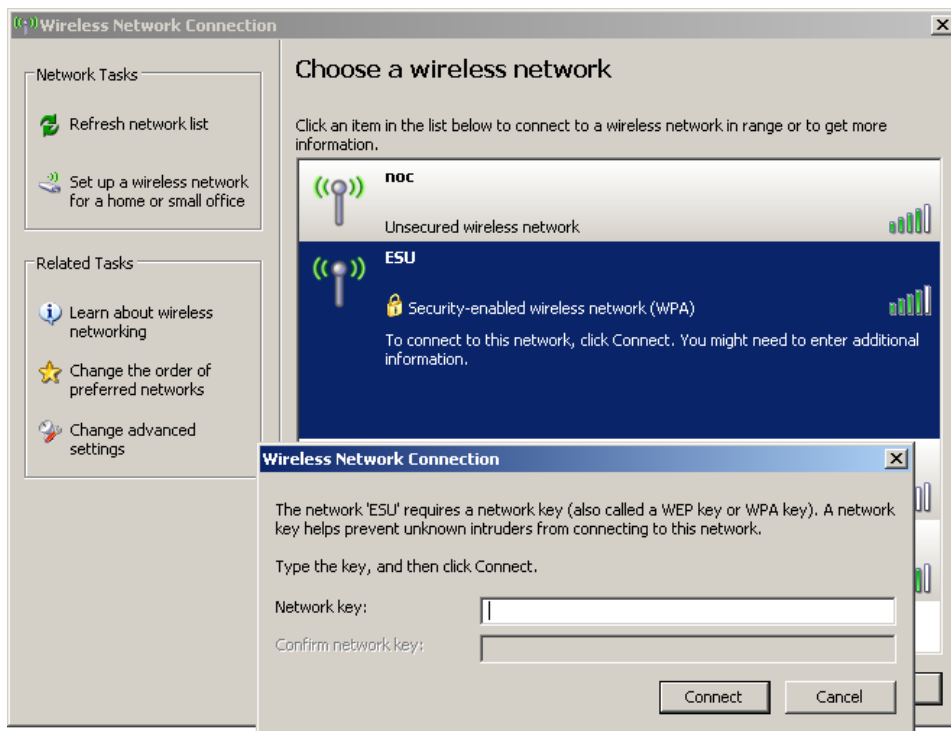 Wireless Network Connection
Network Tasks
Refresh network list
Set up a wireless network
for a home or small office
Related Tasks
Learn about wireless
networking
Change the order of
preferred networks
Change advanced
settings
Choose a wireless network
Click an item in the list below to connect to a wireless network in range or to get more
information.
noc
Unsecured wireless network
ESU
Security-enabled wireless network (WPA)
To connect to this network, click Connect. You might need to enter additional
information.
Wireless Network Connection
The network 'ESU' requires a network key (also called a WEP key or WPA key). A network
key helps prevent unknown intruders from connecting to this network.
Type the key, and then click Connect.
Network key:
Confirm network key:
Connect
Cancel